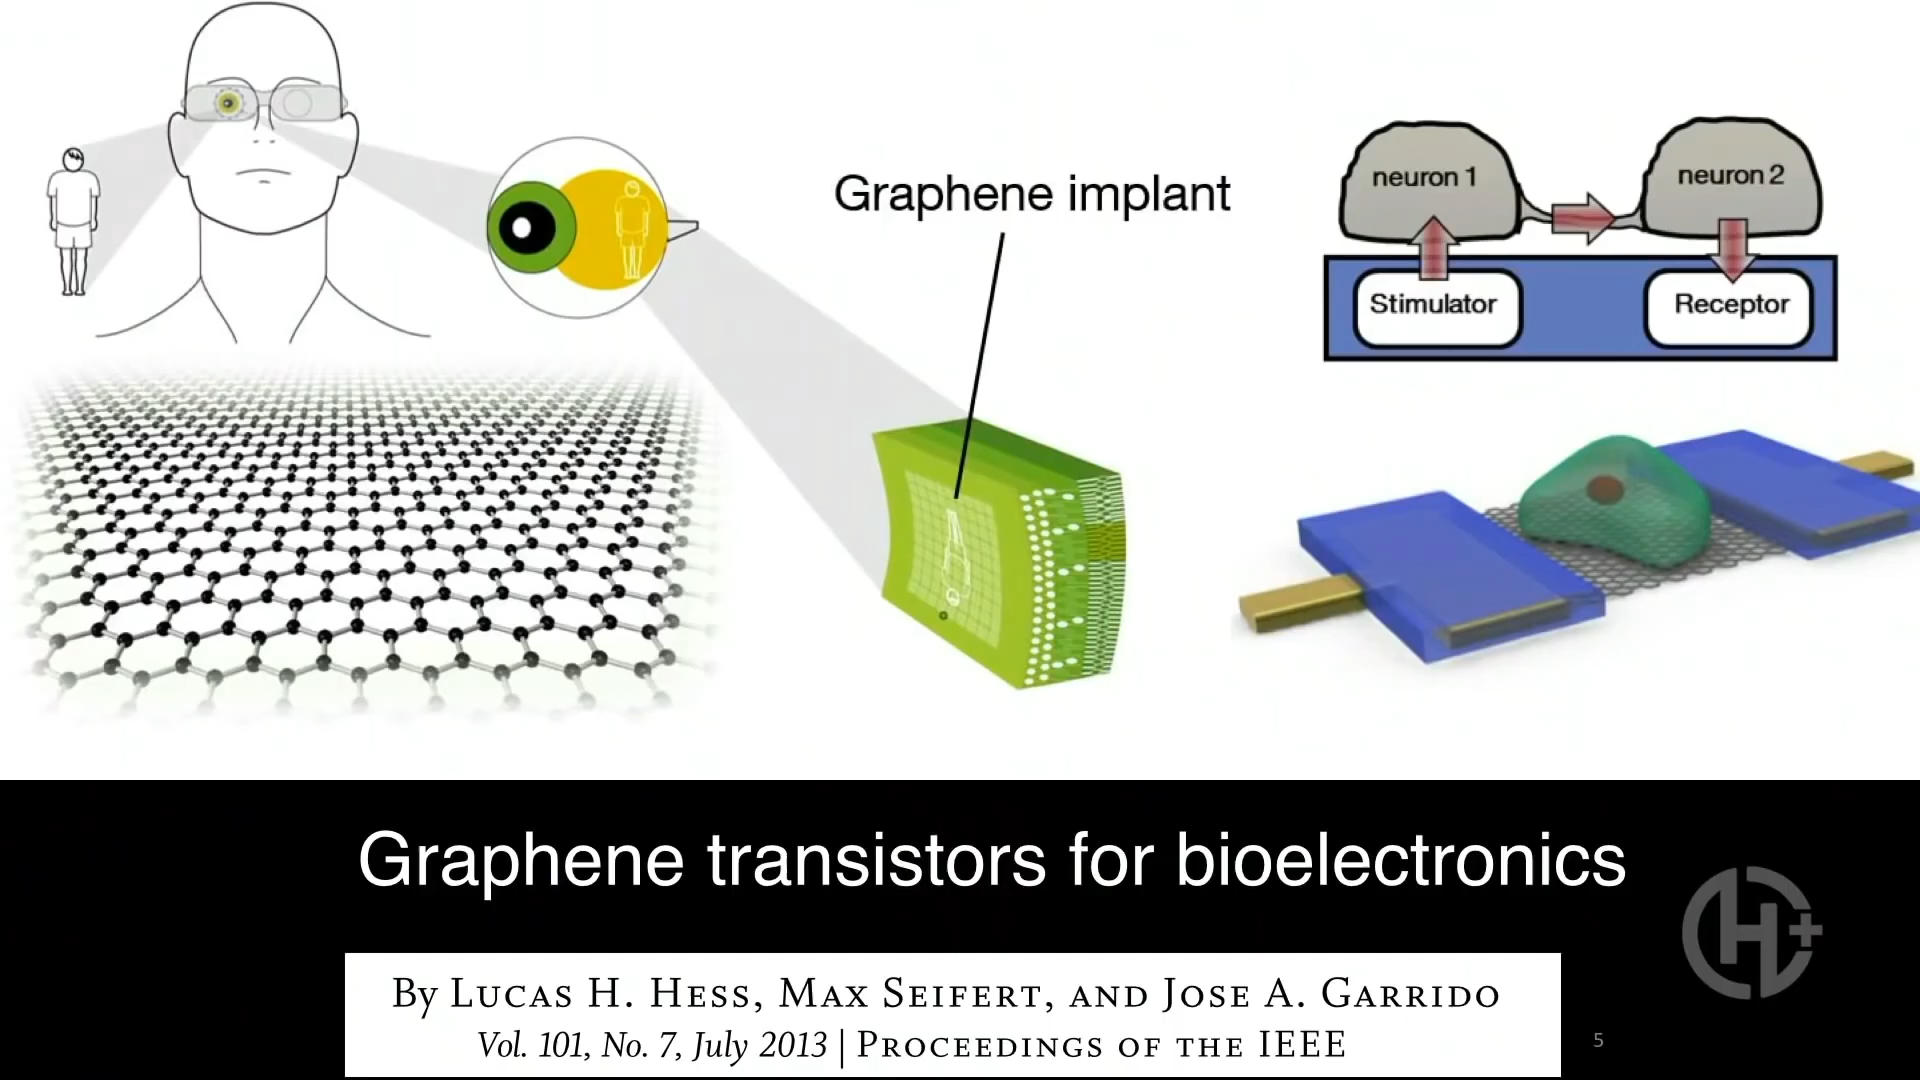 Graphene implant
neuron 1
neuron 2
Stimulator
Receptor
Graphene transistors for bioelectronics
By Lucas H. Hess, Max Seifert, and Jose A. Garrido
Vol. 101, No. 7, July 2013 | Proceedings of the IEEE
H+
5